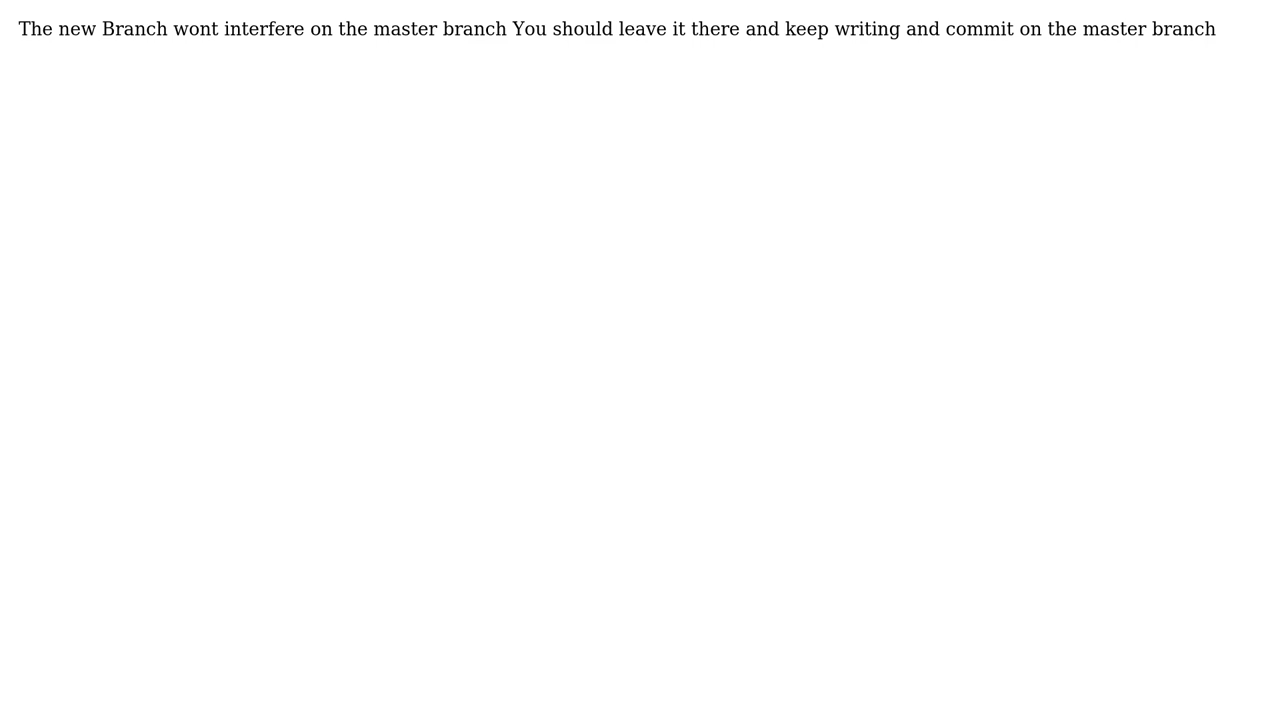 The new Branch wont interfere on the master branch You should leave it there and keep writing and commit on the master branch